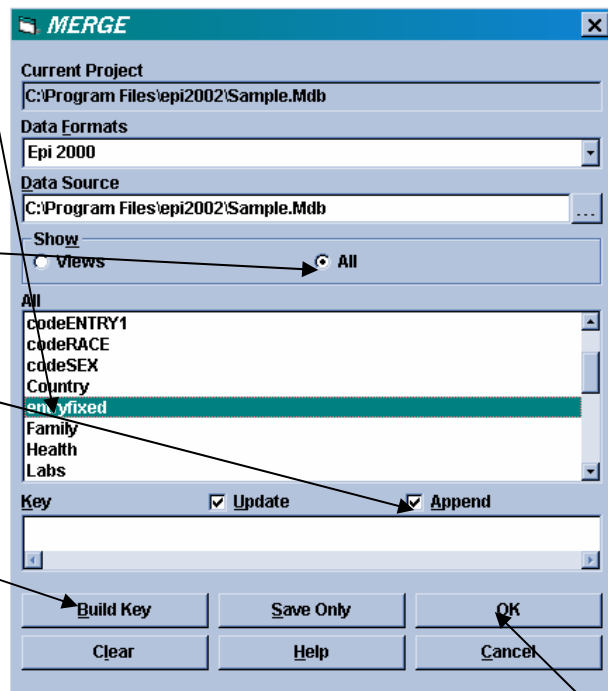 MERGE
Current Project
C:\Program Files\epi2002\Sample.Mdb
Data Formats
Epi 2000
Data Source
C:\Program Files\epi2002\Sample.Mdb
...
Show
Views All
All
codeENTRY1
codeRACE
codeSEX
Country
entryfixed
Family
Health
Labs
Key Update Append
Build Key Save Only OK
Clear Help Cancel